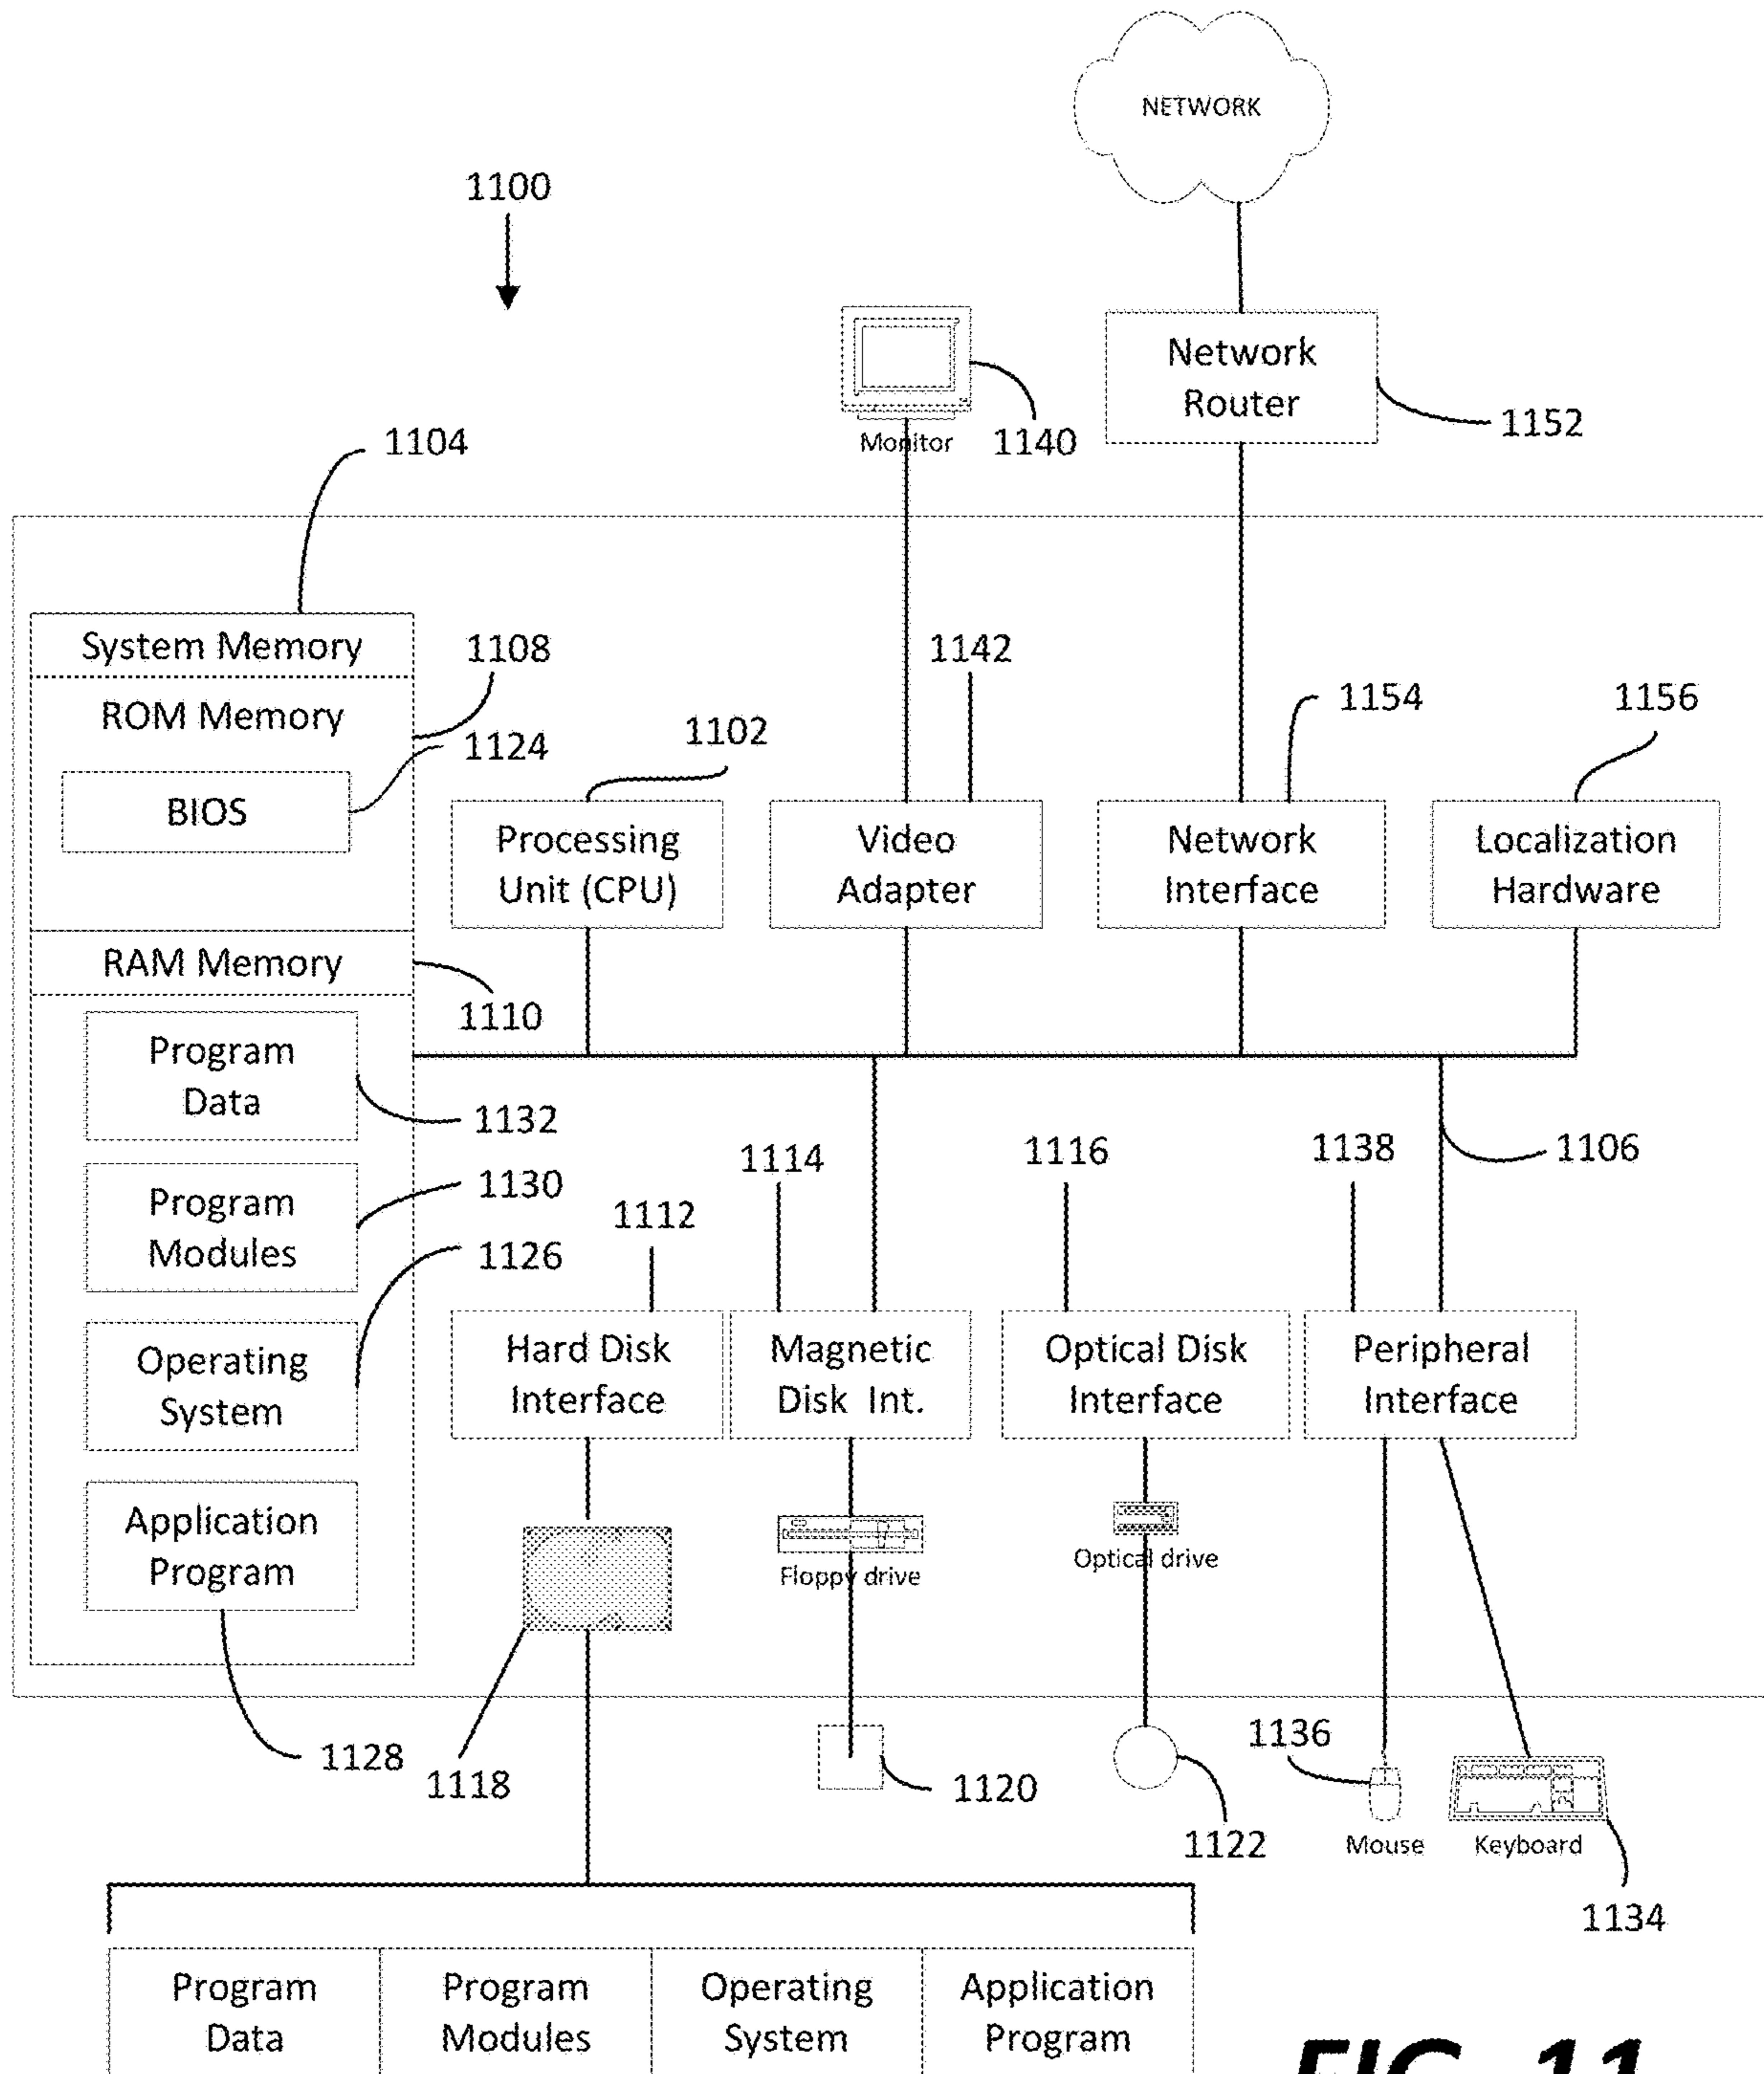 NETWORK
1100
Network
Router
1152
Monitor
1140
1104
System Memory
1108
1142
ROM Memory
1154
1156
1124
1102
BIOS
Processing
Unit (CPU)
Video
Adapter
Network
Interface
Localization
Hardware
RAM Memory
1110
Program
Data
1132
1114
1116
1138
1106
Program
Modules
1130
1112
1126
Operating
System
Hard Disk
Interface
Magnetic
Disk Int.
Optical Disk
Interface
Peripheral
Interface
Application
Program
Floppy drive
Optical drive
1128
1118
1120
1122
1136
Mouse
Keyboard
1134
Program
Data
Program
Modules
Operating
System
Application
Program
FIG. 11